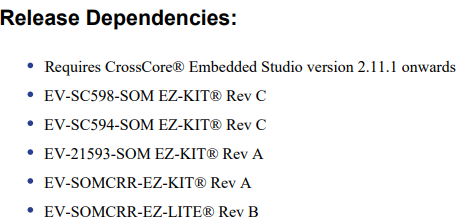 Release Dependencies:
• Requires CrossCore® Embedded Studio version 2.11.1 onwards
• EV-SC598-SOM EZ-KIT® Rev C
• EV-SC594-SOM EZ-KIT® Rev C
• EV-21593-SOM EZ-KIT® Rev A
• EV-SOMCRR-EZ-KIT® Rev A
• EV-SOMCRR-EZ-LITE® Rev B